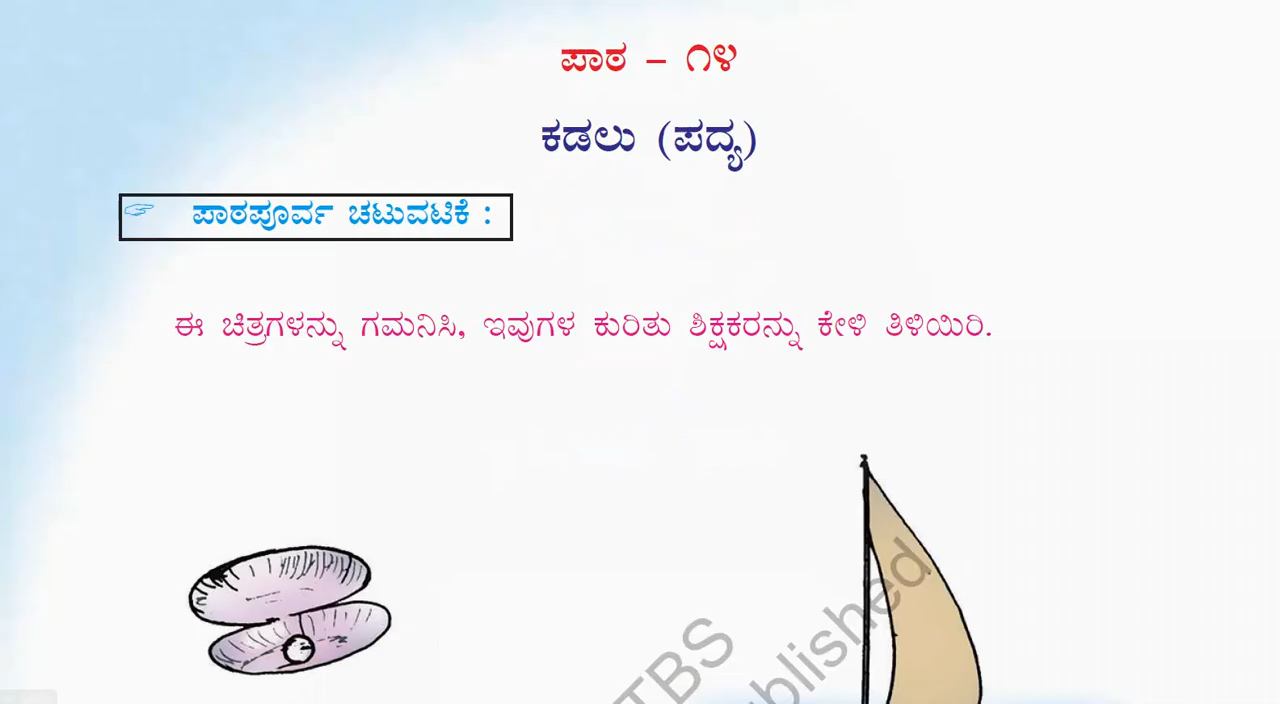 ಪಾಠ – ೧೪
ಕಡಲು (ಪದ್ಯ)
☞ ಪಾಠಪೂರ್ವ ಚಟುವಟಿಕೆ :
ಈ ಚಿತ್ರಗಳನ್ನು ಗಮನಿಸಿ, ಇವುಗಳ ಕುರಿತು ಶಿಕ್ಷಕರನ್ನು ಕೇಳಿ ತಿಳಿಯಿರಿ.